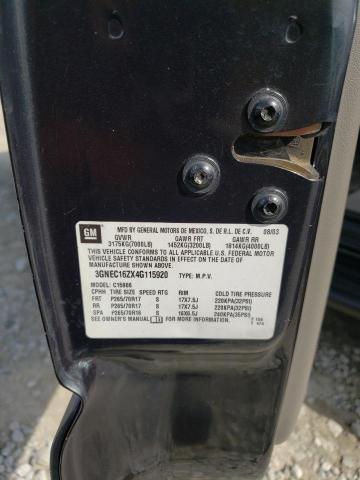 GM
MFD BY GENERAL MOTORS DE MEXICO, S. DE R.L. DE C.V. 08/03
GVWR GAWR FRT GAWR RR
3175KG(7000LB) 1452KG(3200LB) 1814KG(4000LB)
THIS VEHICLE CONFORMS TO ALL APPLICABLE U.S. FEDERAL MOTOR
VEHICLE SAFETY STANDARDS IN EFFECT ON THE DATE OF
MANUFACTURE SHOWN ABOVE.
3GNEC16ZX4G115920 TYPE: M.P.V.
MODEL: C15906
TIRE SIZE SPEED RTG RIM COLD TIRE PRESSURE
FRT P265/70R17 S 17X7.5J 220KPA(32PSI)
RR P265/70R17 S 17X7.5J 220KPA(32PSI)
SPA P265/70R16 S 16X6.5J 240KPA(35PSI)
SEE OWNER'S MANUAL FOR MORE INFORMATION.